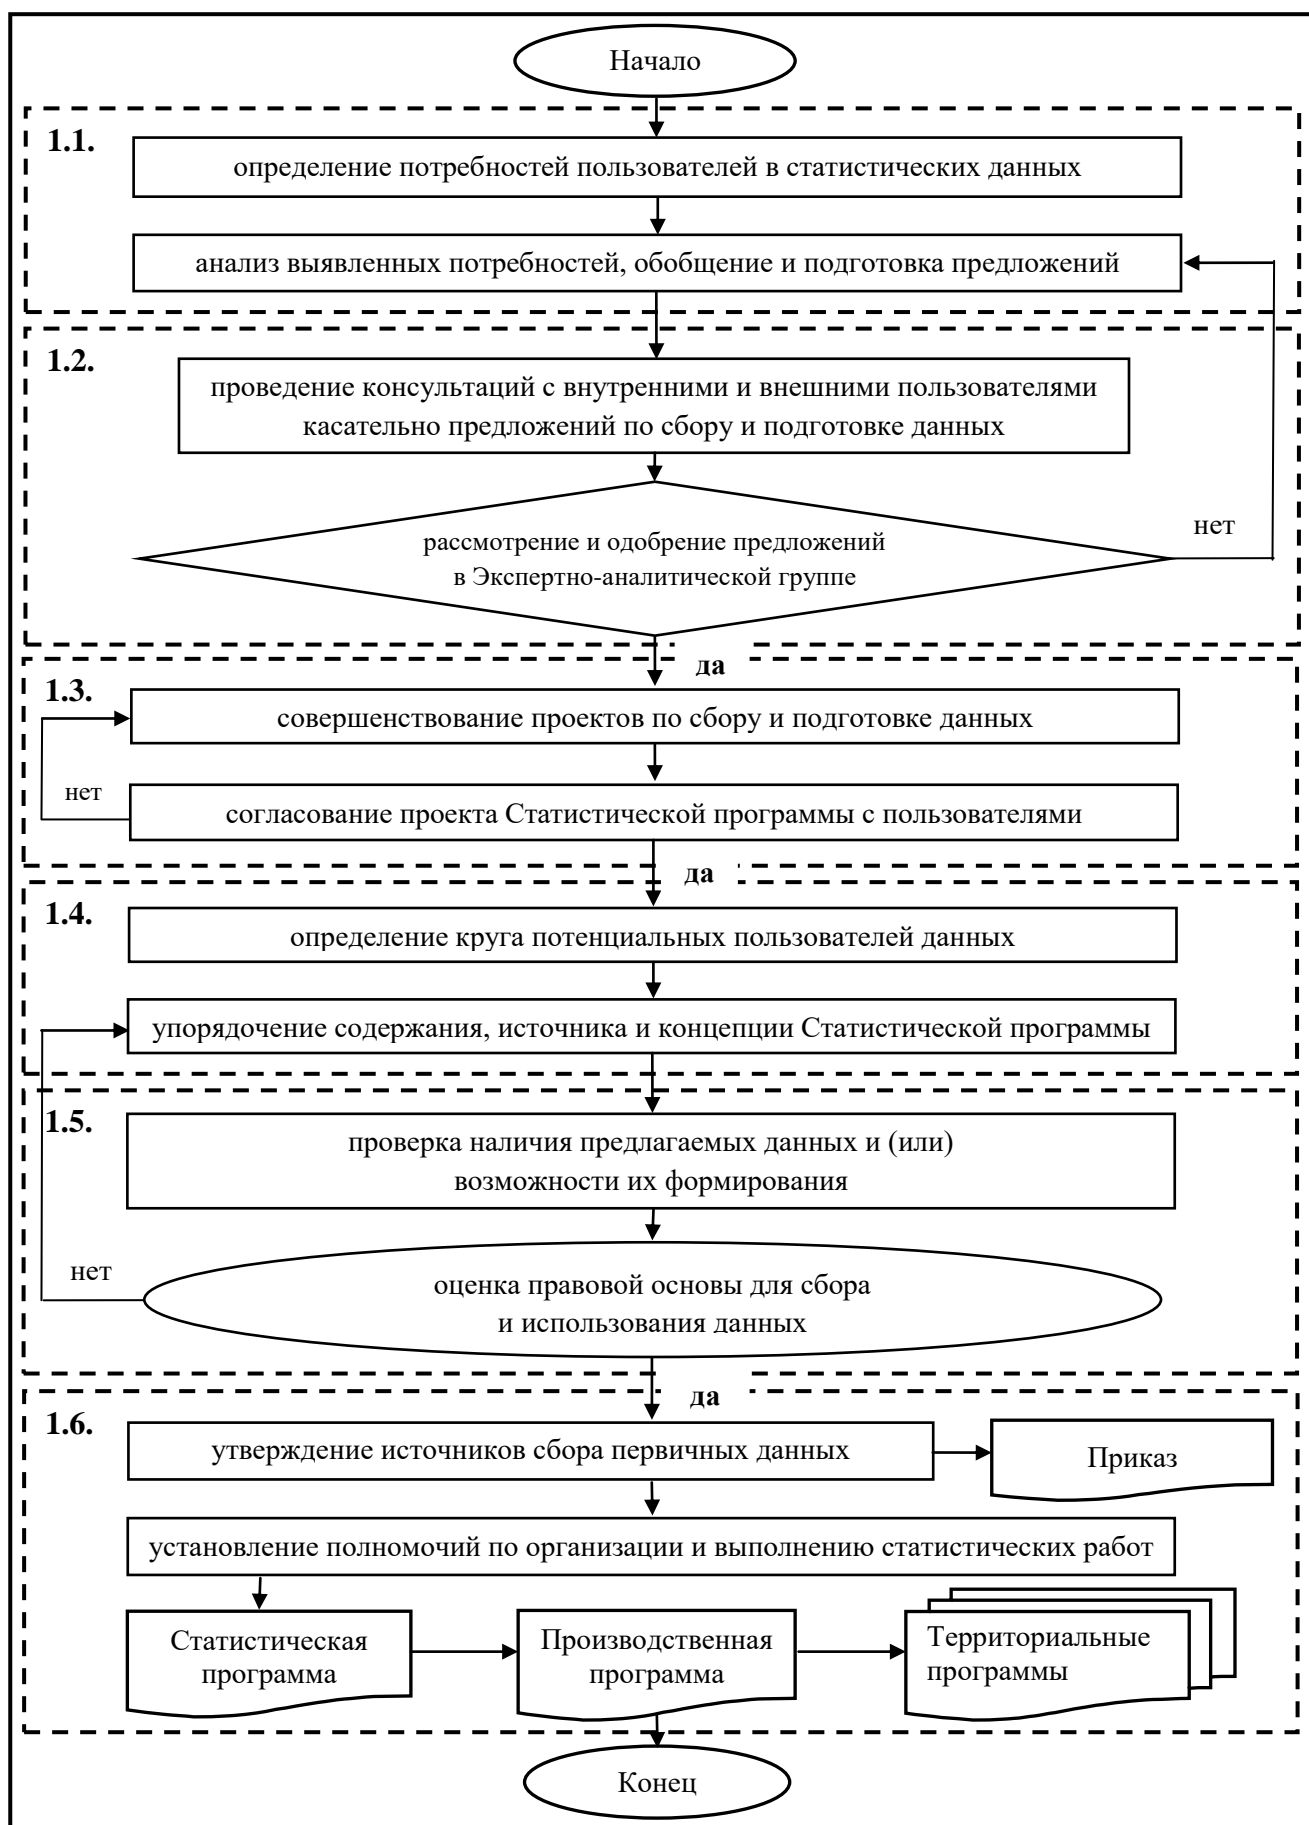 Начало
1.1.
определение потребностей пользователей в статистических данных
анализ выявленных потребностей, обобщение и подготовка предложений
1.2.
проведение консультаций с внутренними и внешними пользователями
касательно предложений по сбору и подготовке данных
нет
рассмотрение и одобрение предложений
в Экспертно-аналитической группе
да
1.3.
совершенствование проектов по сбору и подготовке данных
нет
согласование проекта Статистической программы с пользователями
да
1.4.
определение круга потенциальных пользователей данных
упорядочение содержания, источника и концепции Статистической программы
1.5.
проверка наличия предлагаемых данных и (или)
возможности их формирования
нет
оценка правовой основы для сбора
и использования данных
да
1.6.
утверждение источников сбора первичных данных
Приказ
установление полномочий по организации и выполнению статистических работ
Статистическая
программа
Производственная
программа
Территориальные
программы
Конец